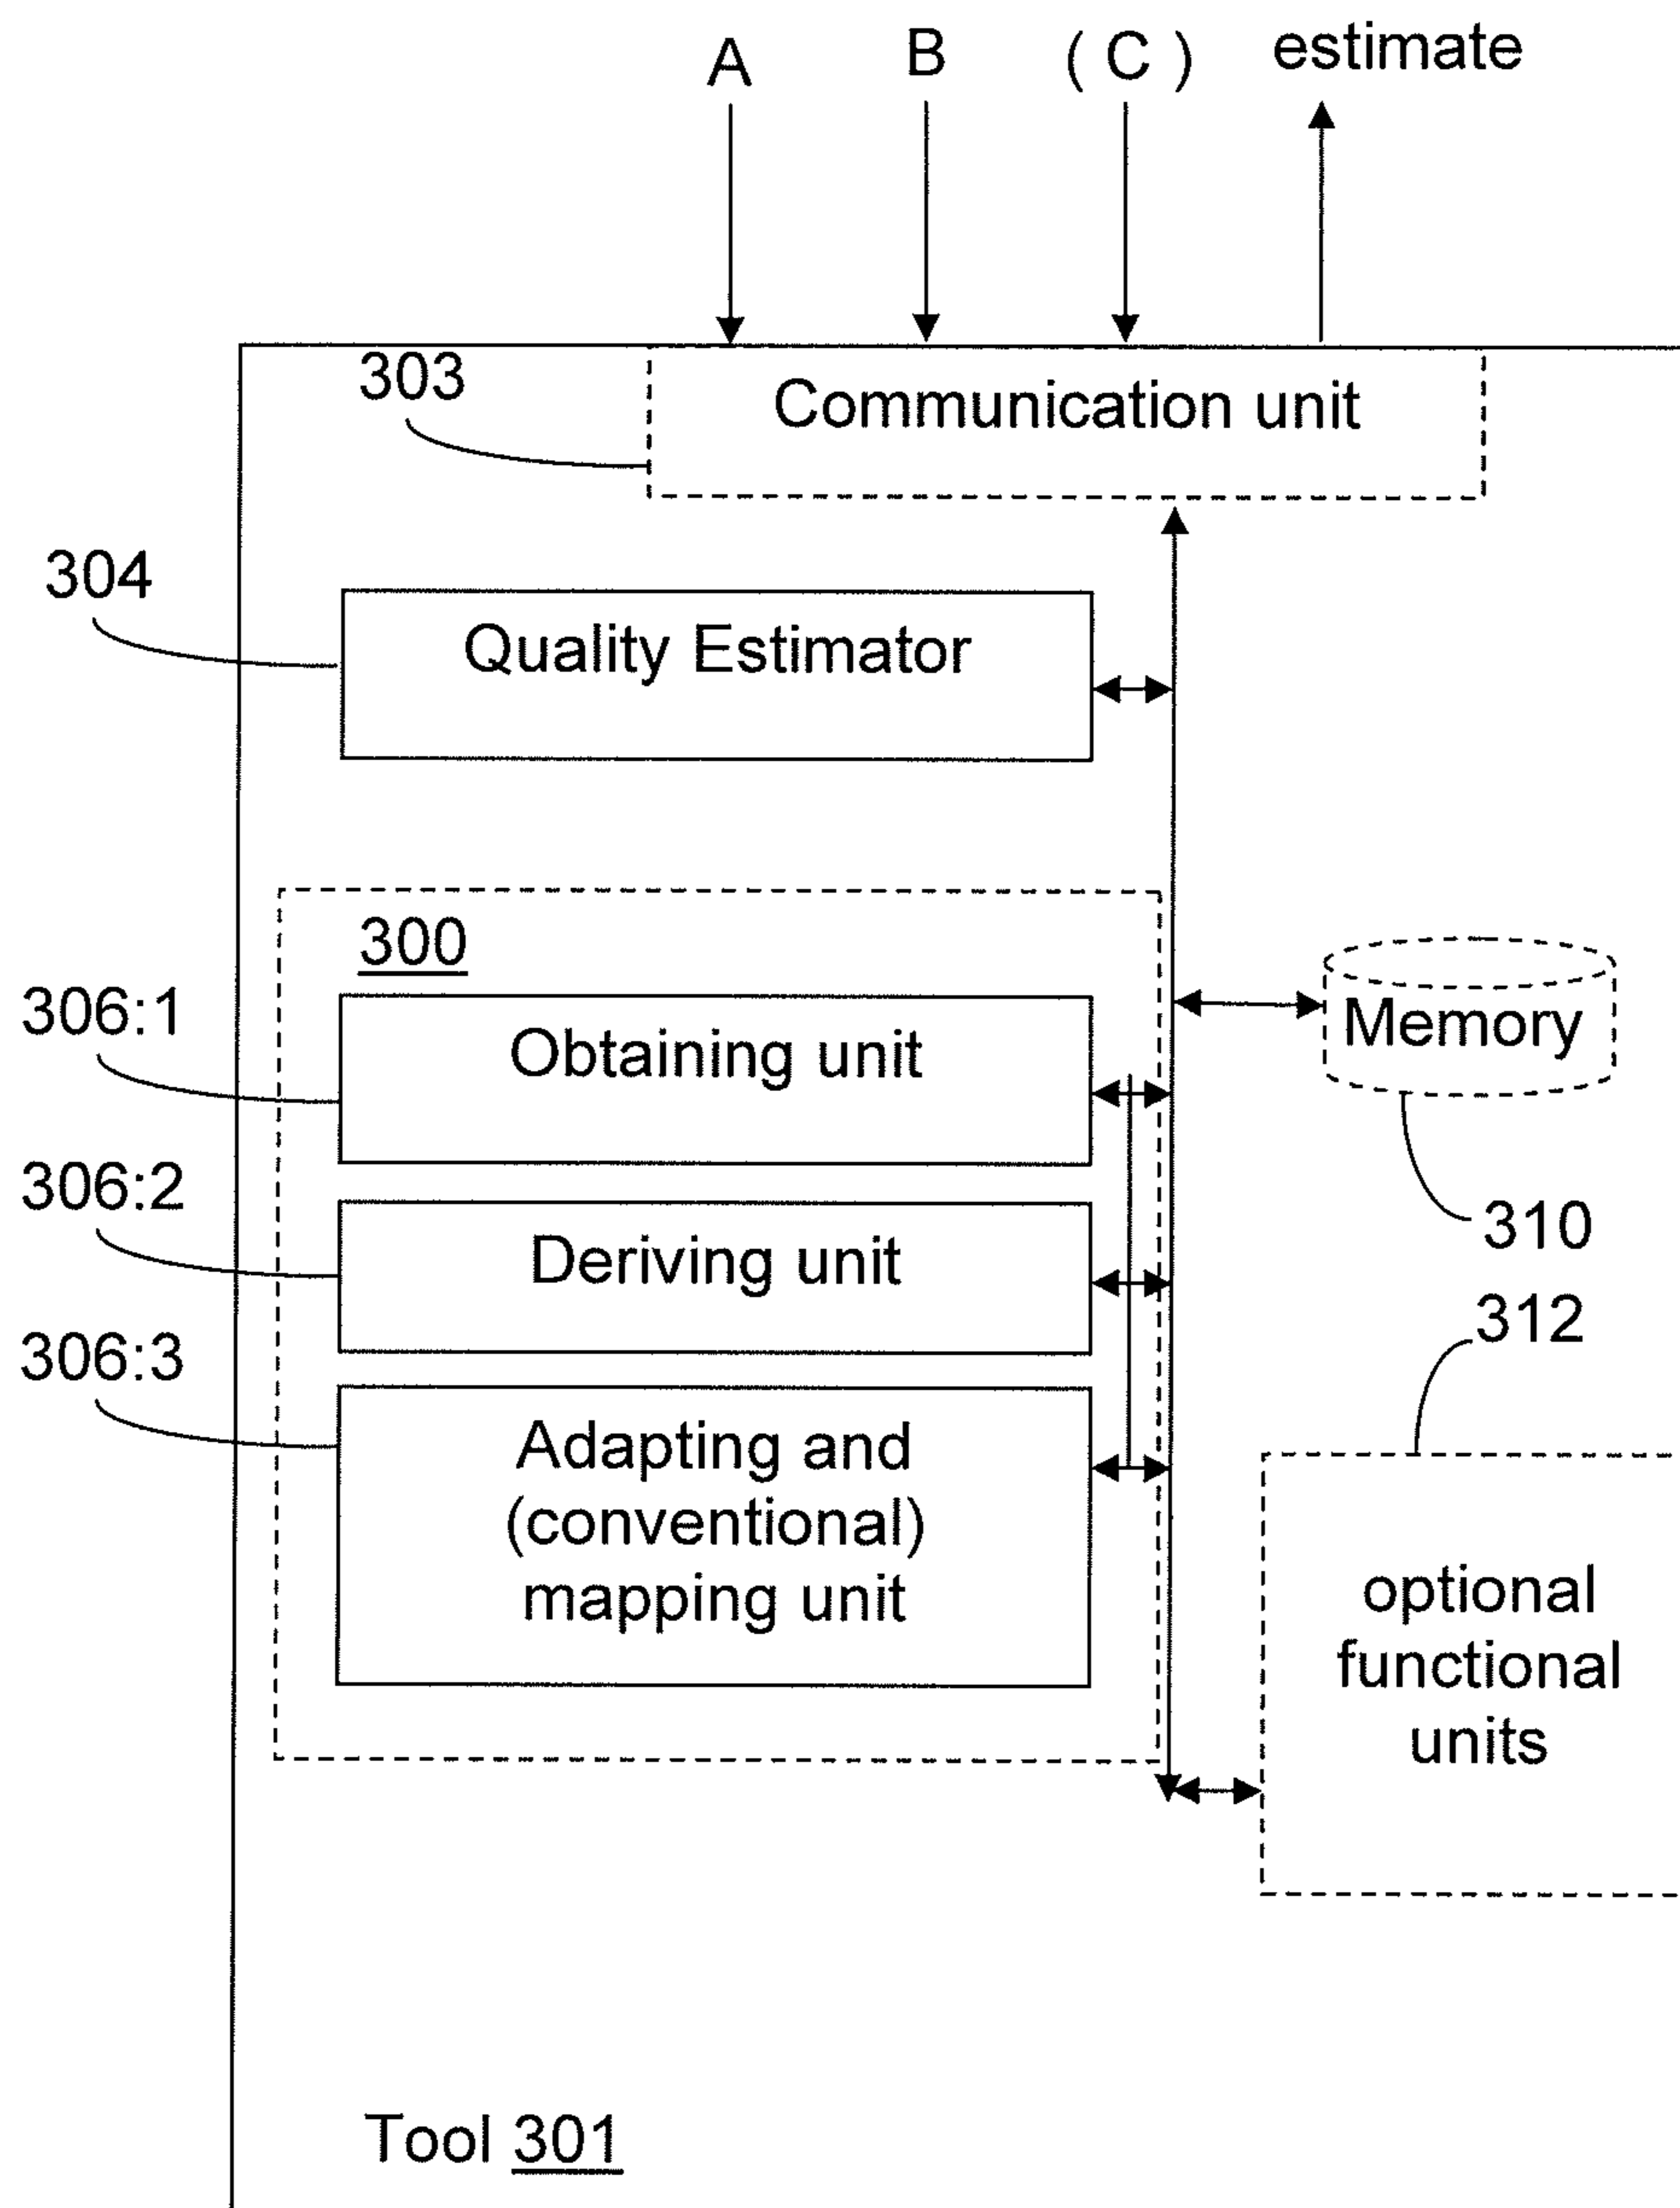 A B ( C ) estimate
303
Communication unit
304
Quality Estimator
300
306:1
Obtaining unit
Memory
306:2
Deriving unit
310
306:3
312
Adapting and
(conventional)
mapping unit
optional
functional
units
Tool 301